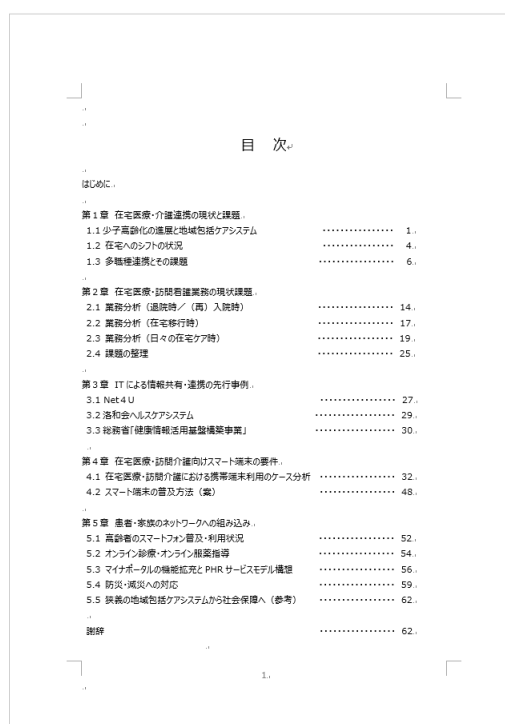 目　次
はじめに
第1章 在宅医療・介護連携の現状と課題
1.1 少子高齢化の進展と地域包括ケアシステム ················ 1
1.2 在宅へのシフトの状況 ················ 4
1.3 多職種連携とその課題 ················ 6
第2章 在宅医療・訪問看護業務の現状課題
2.1 業務分析（退院時／（再）入院時） ················ 14
2.2 業務分析（在宅移行時） ················ 17
2.3 業務分析（日々の在宅ケア時） ················ 19
2.4 課題の整理 ················ 25
第3章 ITによる情報共有・連携の先行事例
3.1 Net4U ················ 27
3.2 洛和会ヘルスケアシステム ················ 29
3.3 総務省「健康情報活用基盤構築事業」 ················ 30
第4章 在宅医療・訪問介護向けスマート端末の要件
4.1 在宅医療・訪問介護における携帯端末利用のケース分析 ················ 32
4.2 スマート端末の普及方法（案） ················ 48
第5章 患者・家族のネットワークへの組み込み
5.1 高齢者のスマートフォン普及・利用状況 ················ 52
5.2 オンライン診療・オンライン服薬指導 ················ 54
5.3 マイナポータルの機能拡充とPHRサービスモデル構想 ················ 56
5.4 防災・減災への対応 ················ 59
5.5 狭義の地域包括ケアシステムから社会保障へ（参考） ················ 62
謝辞 ················ 62
1